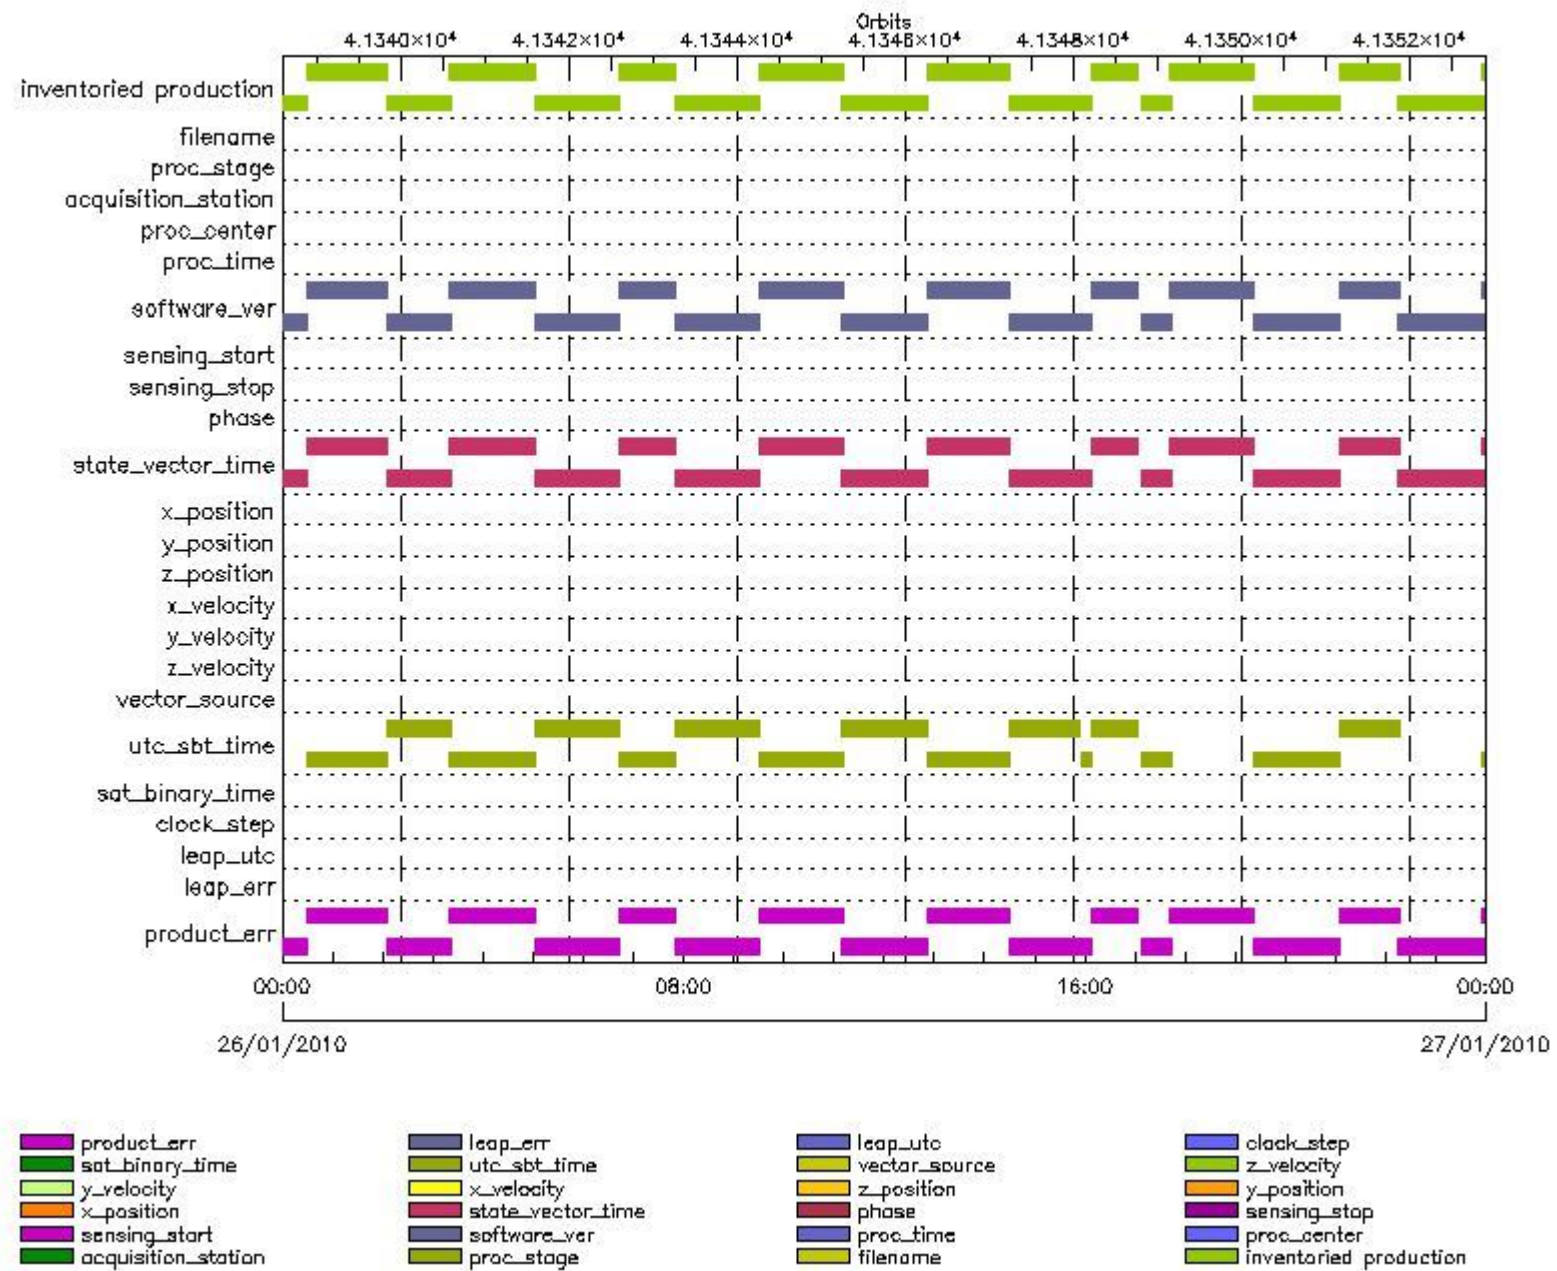 Orbits
4.1340×10⁴ 4.1342×10⁴ 4.1344×10⁴ 4.1346×10⁴ 4.1348×10⁴ 4.1350×10⁴ 4.1352×10⁴
inventoried production
filename
proc_stage
acquisition_station
proc_center
proc_time
software_ver
sensing_start
sensing_stop
phase
state_vector_time
x_position
y_position
z_position
x_velocity
y_velocity
z_velocity
vector_source
utc_sbt_time
sat_binary_time
clock_step
leap_utc
leap_err
product_err
00:00 08:00 16:00 00:00
26/01/2010 27/01/2010
product_err leap_err leap_utc clock_step
sat_binary_time utc_sbt_time vector_source z_velocity
y_velocity x_velocity z_position y_position
x_position state_vector_time phase sensing_stop
sensing_start software_ver proc_time proc_center
acquisition_station proc_stage filename inventoried production